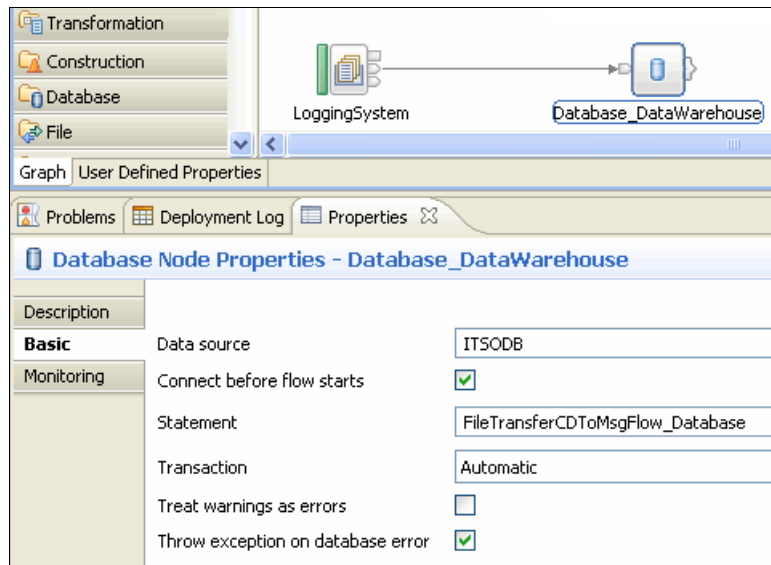 Transformation
Construction
Database
File
LoggingSystem
Database_DataWarehouse
Graph User Defined Properties
Problems Deployment Log Properties
Database Node Properties - Database_DataWarehouse
Description
Basic
Monitoring
Data source ITSODB
Connect before flow starts
Statement FileTransferCDToMsgFlow_Database
Transaction Automatic
Treat warnings as errors
Throw exception on database error